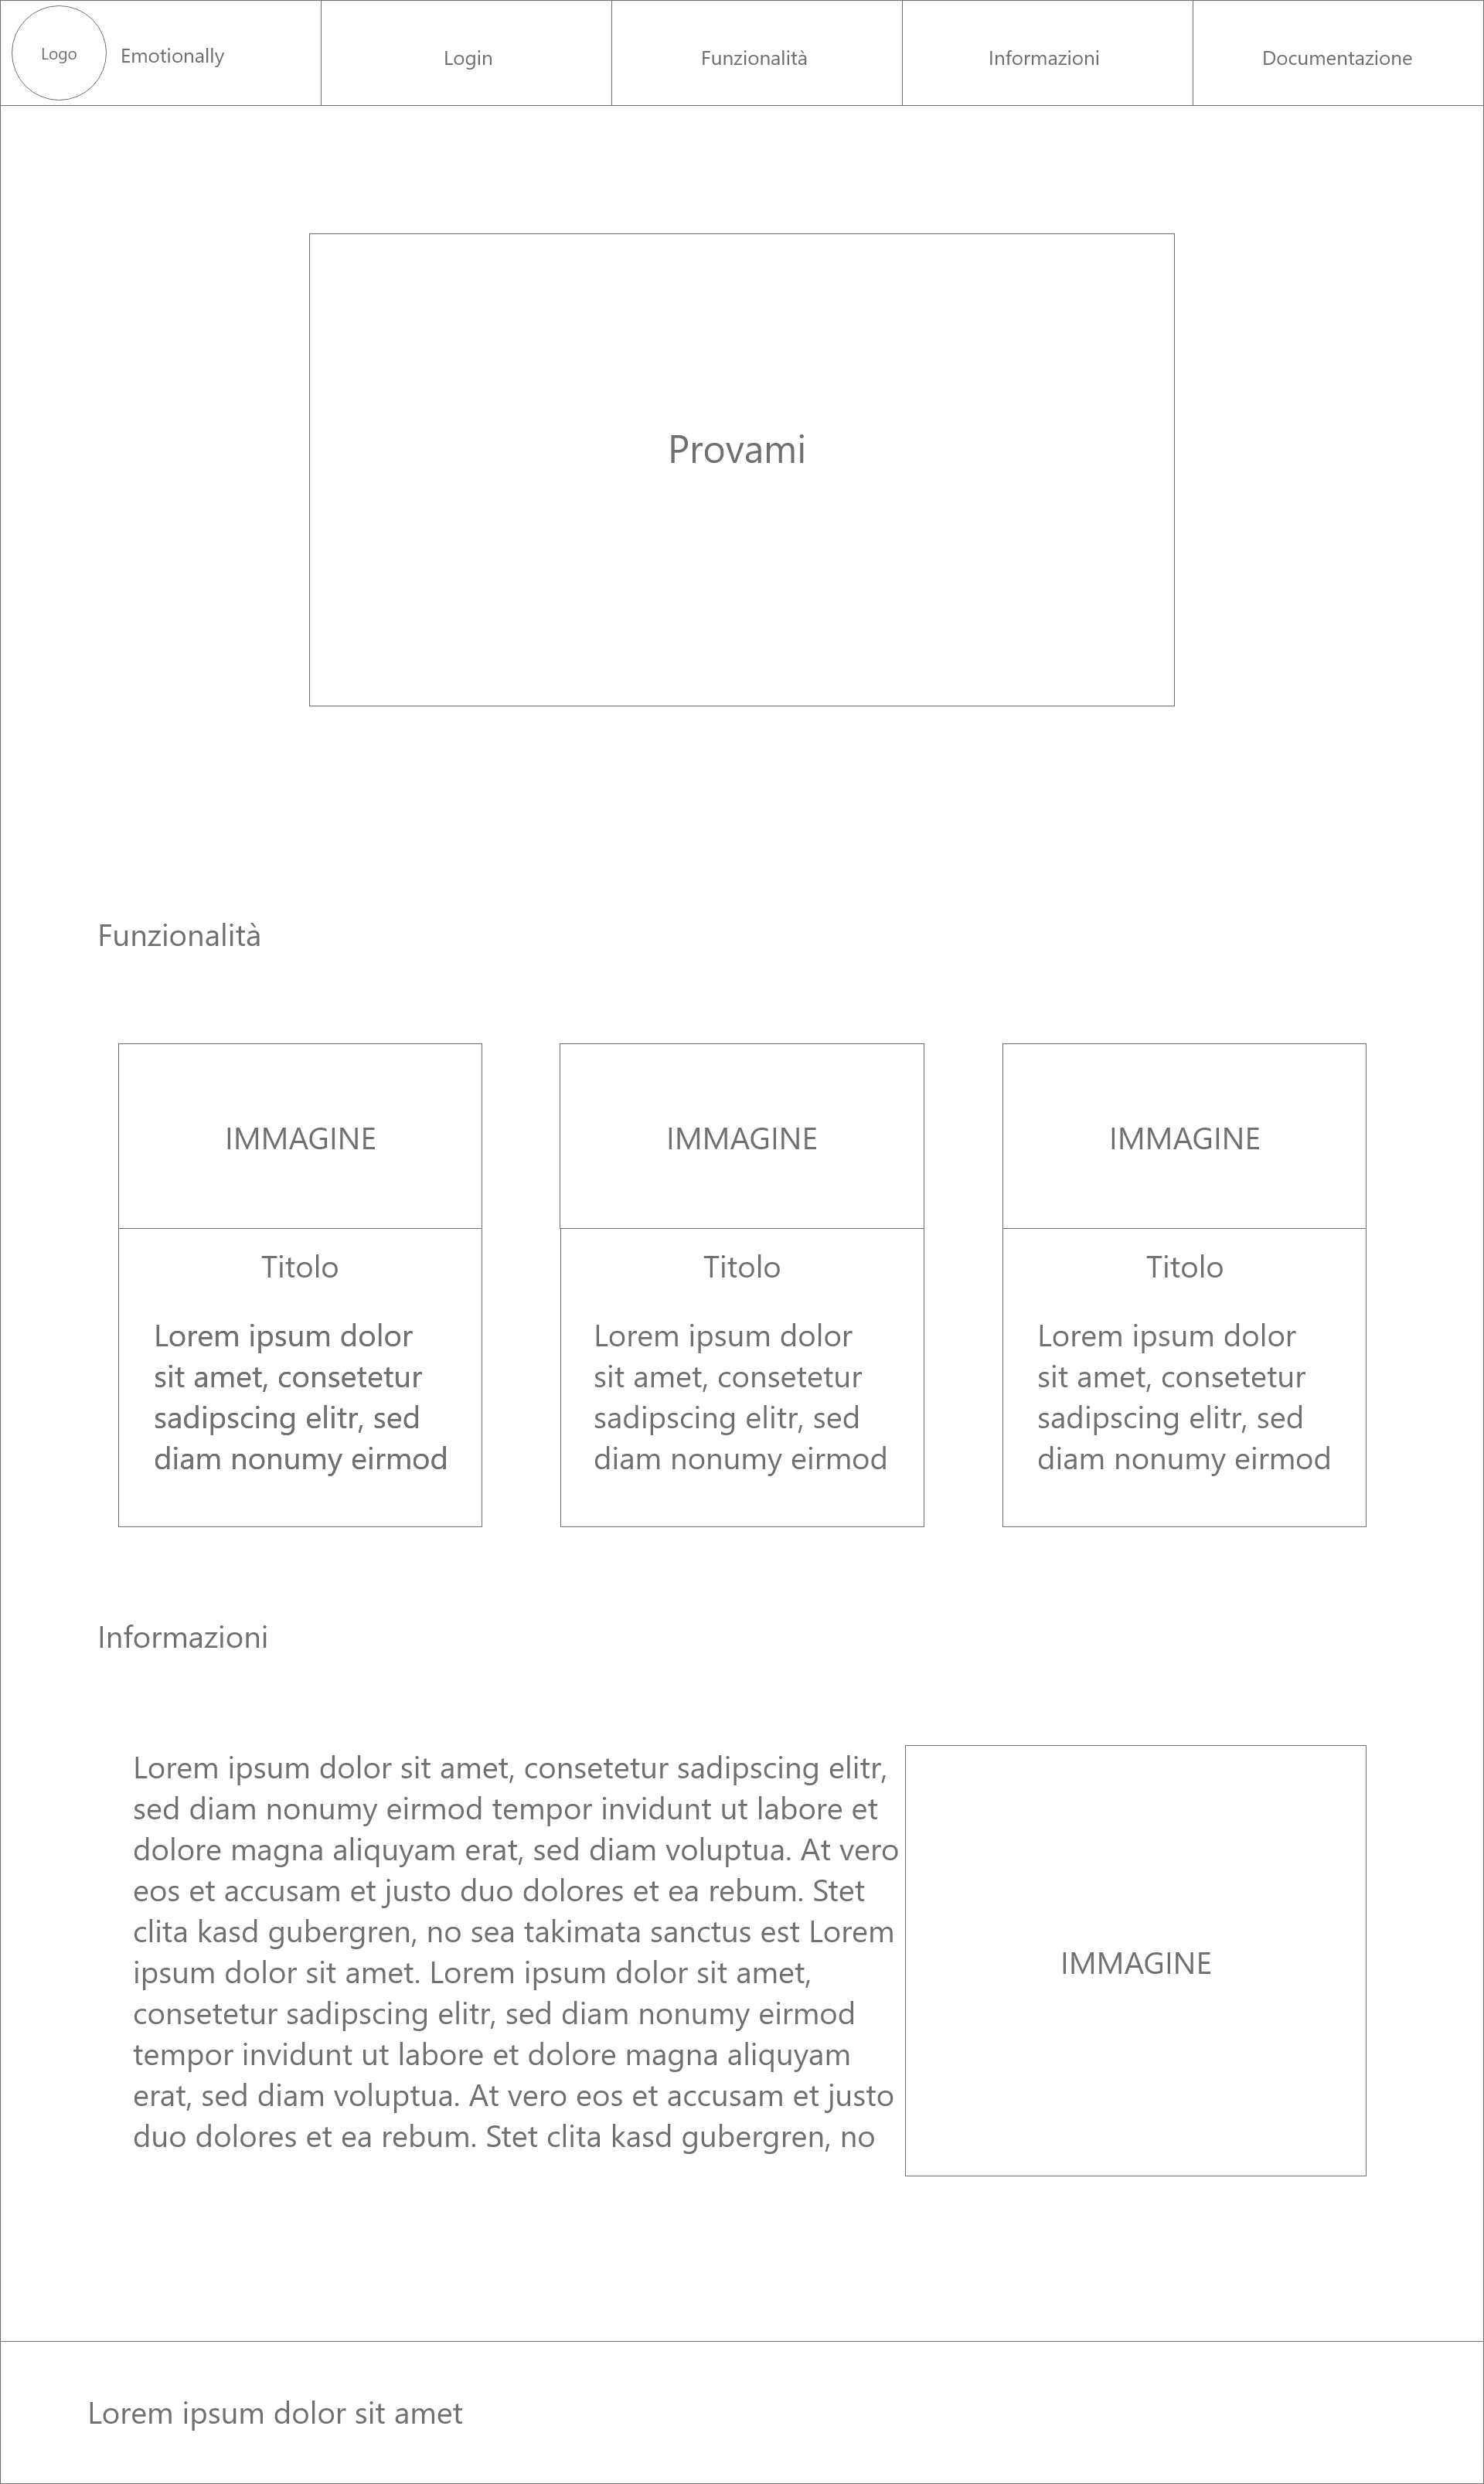 Logo
Emotionally
Login
Funzionalità
Informazioni
Documentazione
Provami
Funzionalità
IMMAGINE
Titolo
Lorem ipsum dolor
sit amet, consetetur
sadipscing elitr, sed
diam nonumy eirmod
IMMAGINE
Titolo
Lorem ipsum dolor
sit amet, consetetur
sadipscing elitr, sed
diam nonumy eirmod
IMMAGINE
Titolo
Lorem ipsum dolor
sit amet, consetetur
sadipscing elitr, sed
diam nonumy eirmod
Informazioni
Lorem ipsum dolor sit amet, consetetur sadipscing elitr,
sed diam nonumy eirmod tempor invidunt ut labore et
dolore magna aliquyam erat, sed diam voluptua. At vero
eos et accusam et justo duo dolores et ea rebum. Stet
clita kasd gubergren, no sea takimata sanctus est Lorem
ipsum dolor sit amet. Lorem ipsum dolor sit amet,
consetetur sadipscing elitr, sed diam nonumy eirmod
tempor invidunt ut labore et dolore magna aliquyam
erat, sed diam voluptua. At vero eos et accusam et justo
duo dolores et ea rebum. Stet clita kasd gubergren, no
IMMAGINE
Lorem ipsum dolor sit amet